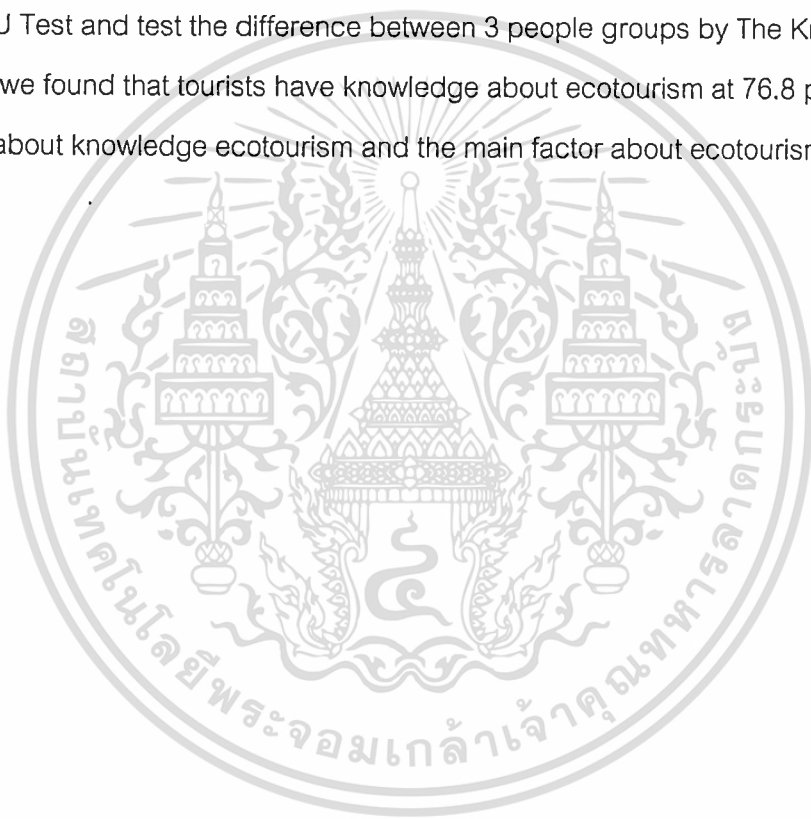 U Test and test the difference between 3 people groups by The K
we found that tourists have knowledge about ecotourism at 76.8
about knowledge ecotourism and the main factor about ecotouris
สถาบันเทคโนโลยีพระจอมเกล้าเจ้าคุณทหารลาดกระบัง
๔